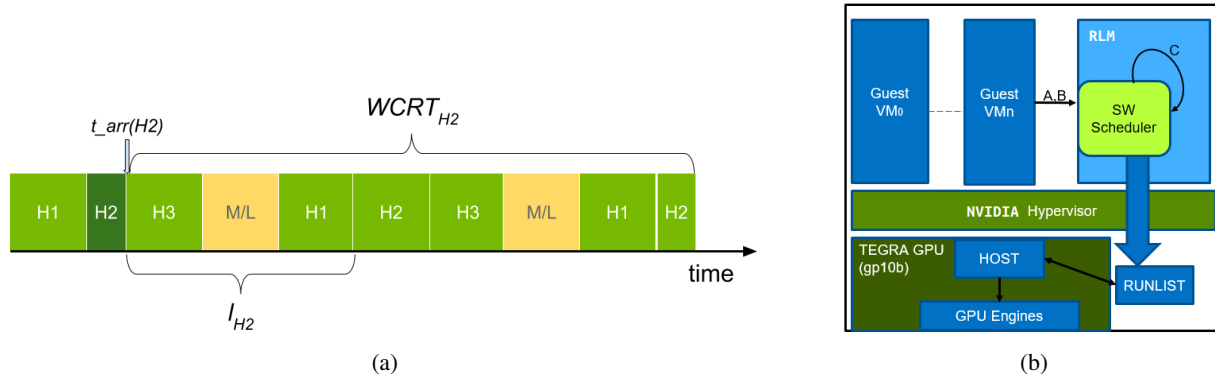 WCRT_H2
t_arr(H2)
H1 H2 H3 M/L H1 H2 H3 M/L H1 H2
time
I_H2
(a)
RLM
C
Guest
VM0
Guest
VMn
A,B
SW
Scheduler
NVIDIA Hypervisor
TEGRA GPU
(gp10b)
HOST
RUNLIST
GPU Engines
(b)